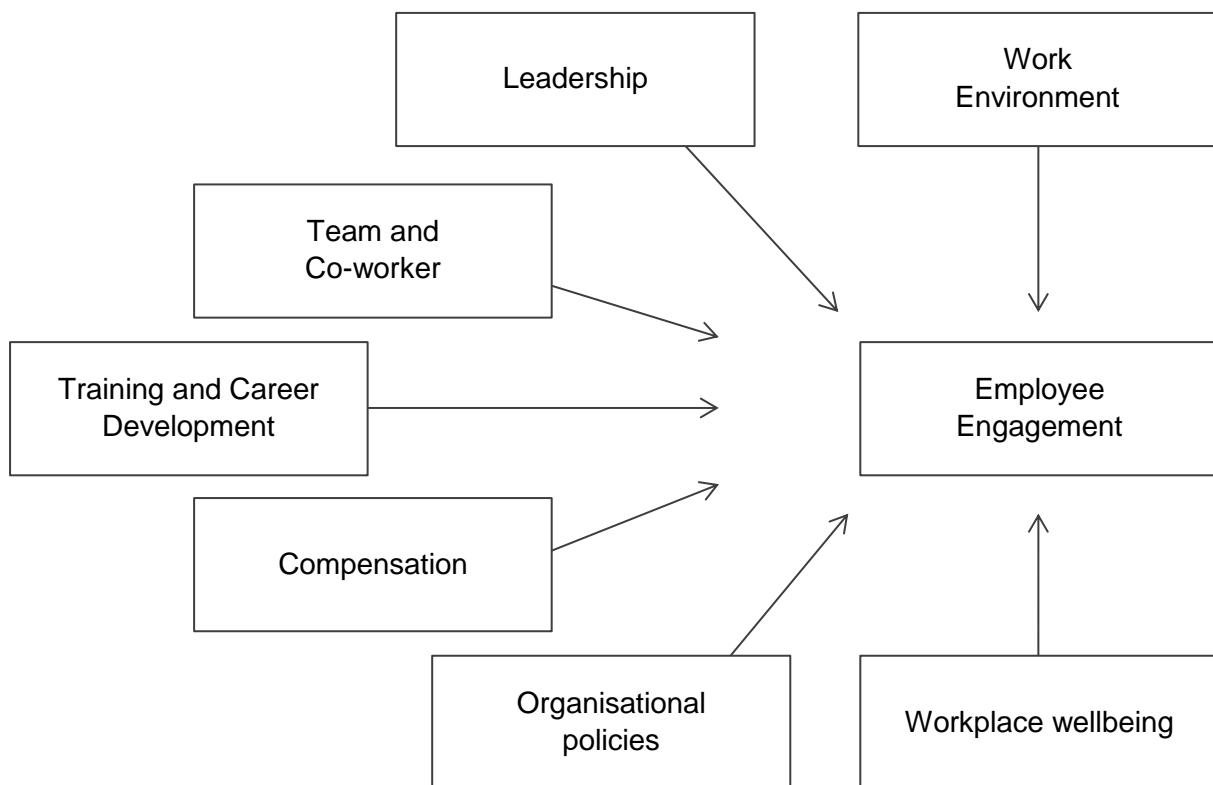 Leadership
Work
Environment
Team and
Co-worker
Training and Career
Development
Employee
Engagement
Compensation
Organisational
policies
Workplace wellbeing